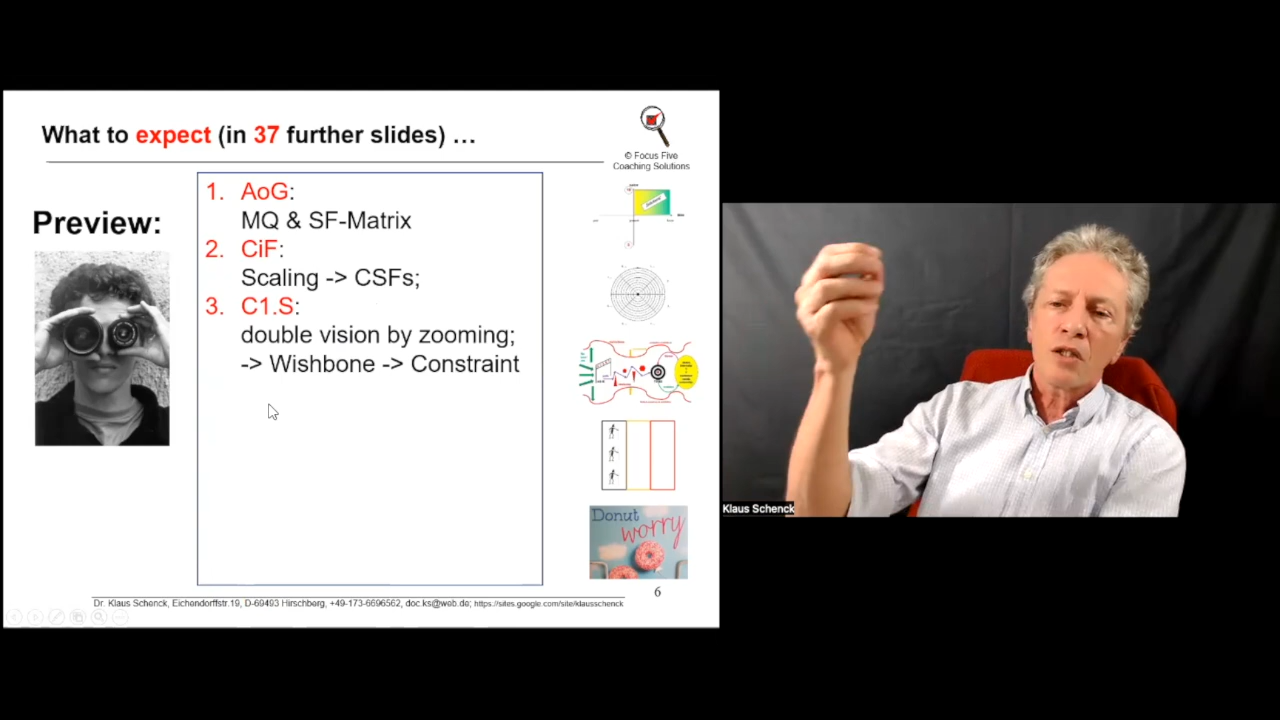 What to expect (in 37 further slides) …
© Focus Five
Coaching Solutions
Preview:
1. AoG:
MQ & SF-Matrix
2. CiF:
Scaling -> CSFs;
3. C1.S:
double vision by zooming;
-> Wishbone -> Constraint
Donut
worry
6
Dr. Klaus Schenck, Eichendorffstr.19, D-69493 Hirschberg, +49-173-6696562, doc.ks@web.de; https://sites.google.com/site/klausschenck
Klaus Schenck